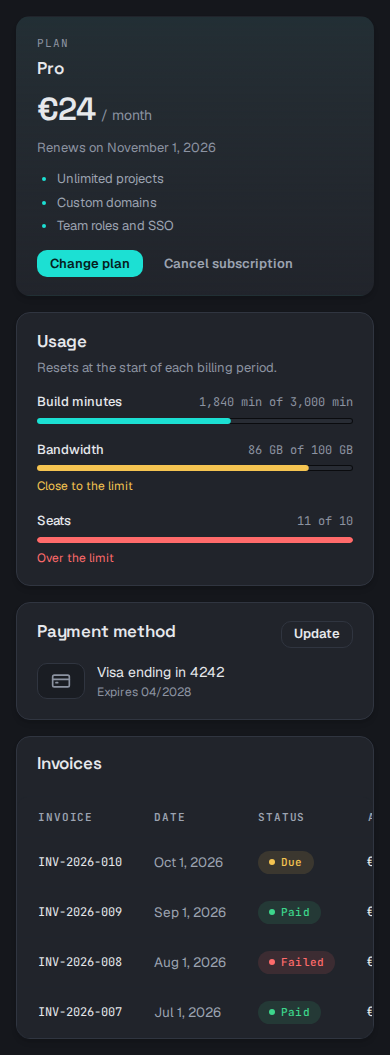 PLAN
Pro
€24 / month
Renews on November 1, 2026
Unlimited projects
Custom domains
Team roles and SSO
Change plan Cancel subscription
Usage
Resets at the start of each billing period.
Build minutes 1,840 min of 3,000 min
Bandwidth 86 GB of 100 GB
Close to the limit
Seats 11 of 10
Over the limit
Payment method Update
Visa ending in 4242
Expires 04/2028
Invoices
INVOICE DATE STATUS
INV-2026-010 Oct 1, 2026 Due €
INV-2026-009 Sep 1, 2026 Paid €
INV-2026-008 Aug 1, 2026 Failed €
INV-2026-007 Jul 1, 2026 Paid €